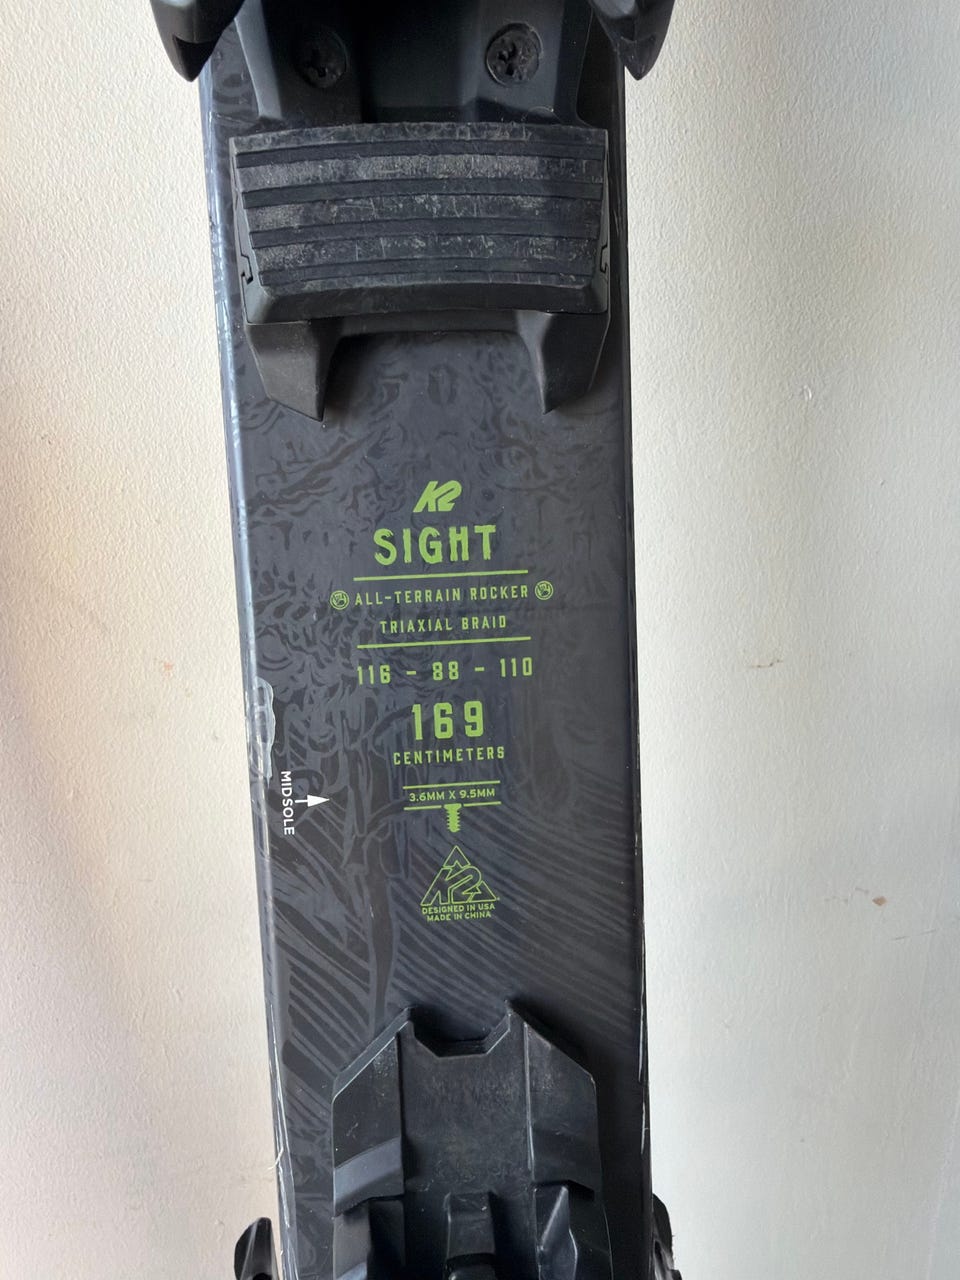 K2
SIGHT
ALL-TERRAIN ROCKER
TRIAXIAL BRAID
116 - 88 - 110
169
CENTIMETERS
MIDSOLE
3.6MM X 9.5MM
K2
DESIGNED IN USA
MADE IN CHINA